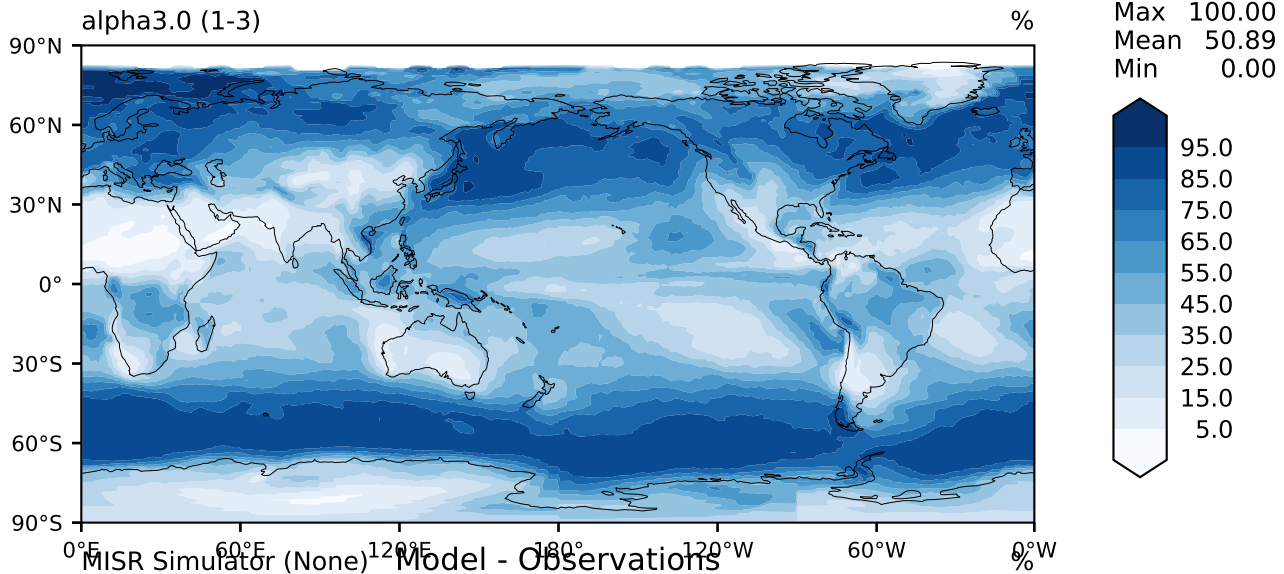 alpha3.0 (1-3) %
Max 100.00
Mean 50.89
Min 0.00
90°N
60°N
30°N
0°
30°S
60°S
90°S
95.0
85.0
75.0
65.0
55.0
45.0
35.0
25.0
15.0
5.0
0°E 60°E 120°E 180° 120°W 60°W 0°W
MISR Simulator (None) Model - Observations %